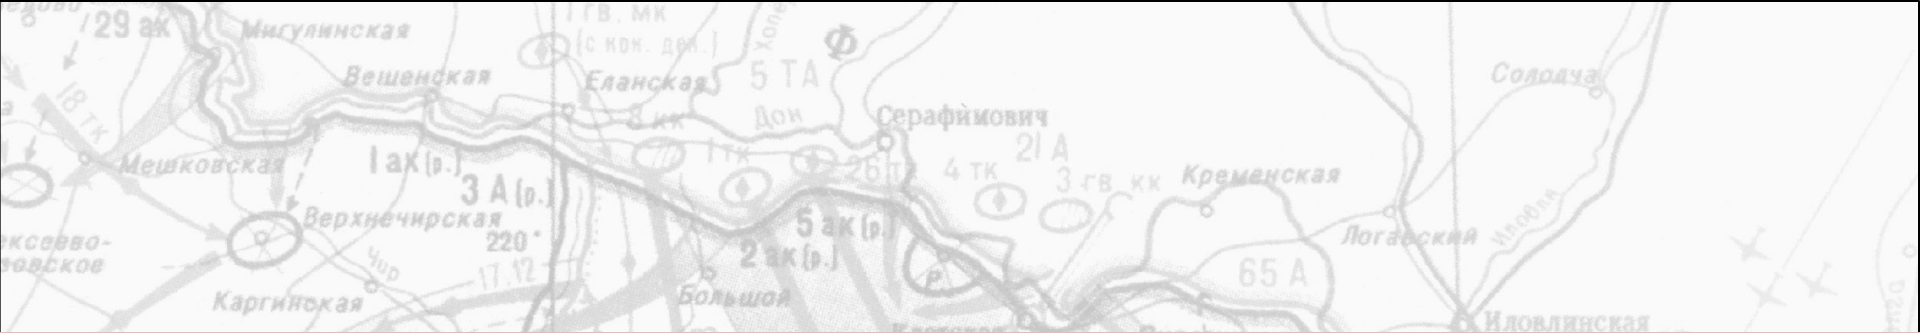 29 ак
Мигулинская
1 гв. мк
(с кон. део.)
Вешенская
Еланская
5 ТА
Ф
Солодча
18 тк
8 кк
Дон
Серафимович
Мешковская
1 ак (р.)
1 тк
26 тк
4 тк
21 А
3 А (р.)
3 гв. кк
Кременская
Верхнечирская
220°
5 ак (р.)
2 ак (р.)
Логовский
Иловля
Чир
17.12
65 А
Р.
Каргинская
Большой
Иловлинская